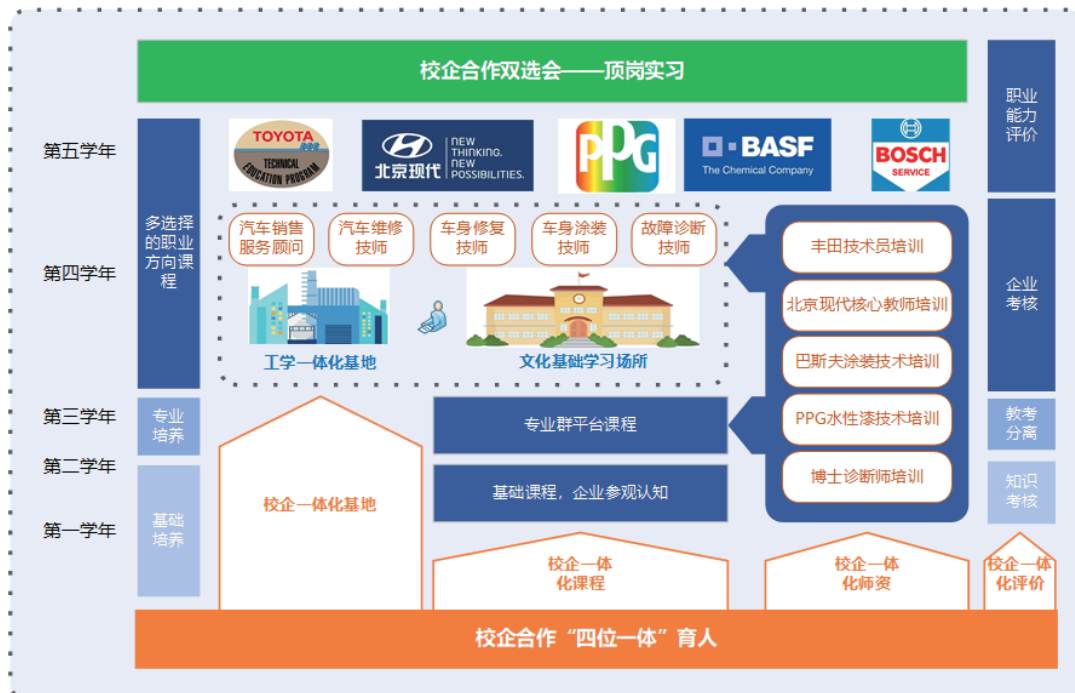 校企合作双选会——顶岗实习
职业
能力
评价
第五学年
TOYOTA
TECHNICAL
EDUCATION PROGRAM
北京现代
NEW
THINKING.
NEW
POSSIBILITIES.
PPG
BASF
The Chemical Company
BOSCH
SERVICE
多选择
的职业
方向课
程
第四学年
汽车销售
服务顾问
汽车维修
技师
车身修复
技师
车身涂装
技师
故障诊断
技师
工学一体化基地
文化基础学习场所
丰田技术员培训
北京现代核心教师培训
巴斯夫涂装技术培训
PPG水性漆技术培训
博士诊断师培训
企业
考核
第三学年
专业
培养
专业群平台课程
教考
分离
第二学年
基础课程，企业参观认知
知识
考核
第一学年
基础
培养
校企一体化基地
校企一体
化课程
校企一体
化师资
校企一体
化评价
校企合作“四位一体”育人